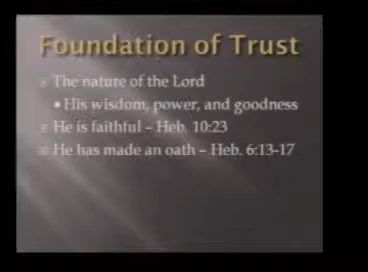 Foundation of Trust
The nature of the Lord
• His wisdom, power, and goodness
He is faithful – Heb. 10:23
He has made an oath – Heb. 6:13-17